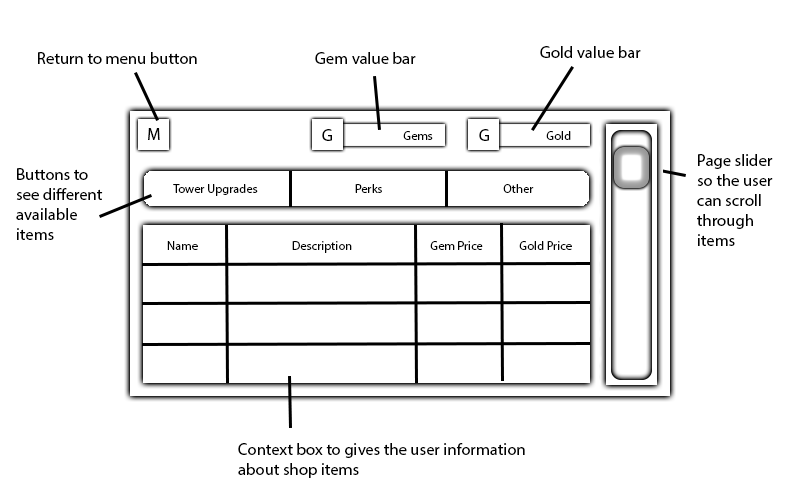 Return to menu button
Gem value bar
Gold value bar
M
G
Gems
G
Gold
Buttons to
see different
available
items
Tower Upgrades
Perks
Other
Page slider
so the user
can scroll
through
items
Name
Description
Gem Price
Gold Price
Context box to gives the user information
about shop items